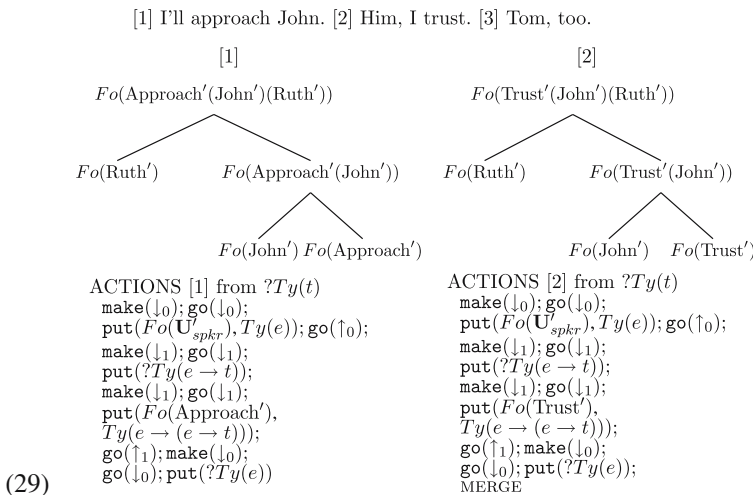 [1] I'll approach John. [2] Him, I trust. [3] Tom, too.
[1] [2]
Fo(Approach′(John′)(Ruth′)) Fo(Trust′(John′)(Ruth′))
Fo(Ruth′) Fo(Approach′(John′)) Fo(Ruth′) Fo(Trust′(John′))
Fo(John′) Fo(Approach′) Fo(John′) Fo(Trust′)
ACTIONS [1] from ?Ty(t)
make(↓₀); go(↓₀);
put(Fo(U′spkr), Ty(e)); go(↑₀);
make(↓₁); go(↓₁);
put(?Ty(e → t));
make(↓₁); go(↓₁);
put(Fo(Approach′),
Ty(e → (e → t)));
go(↑₁); make(↓₀);
go(↓₀); put(?Ty(e))
ACTIONS [2] from ?Ty(t)
make(↓₀); go(↓₀);
put(Fo(U′spkr), Ty(e)); go(↑₀);
make(↓₁); go(↓₁);
put(?Ty(e → t));
make(↓₁); go(↓₁);
put(Fo(Trust′),
Ty(e → (e → t)));
go(↑₁); make(↓₀);
go(↓₀); put(?Ty(e));
MERGE
(29)